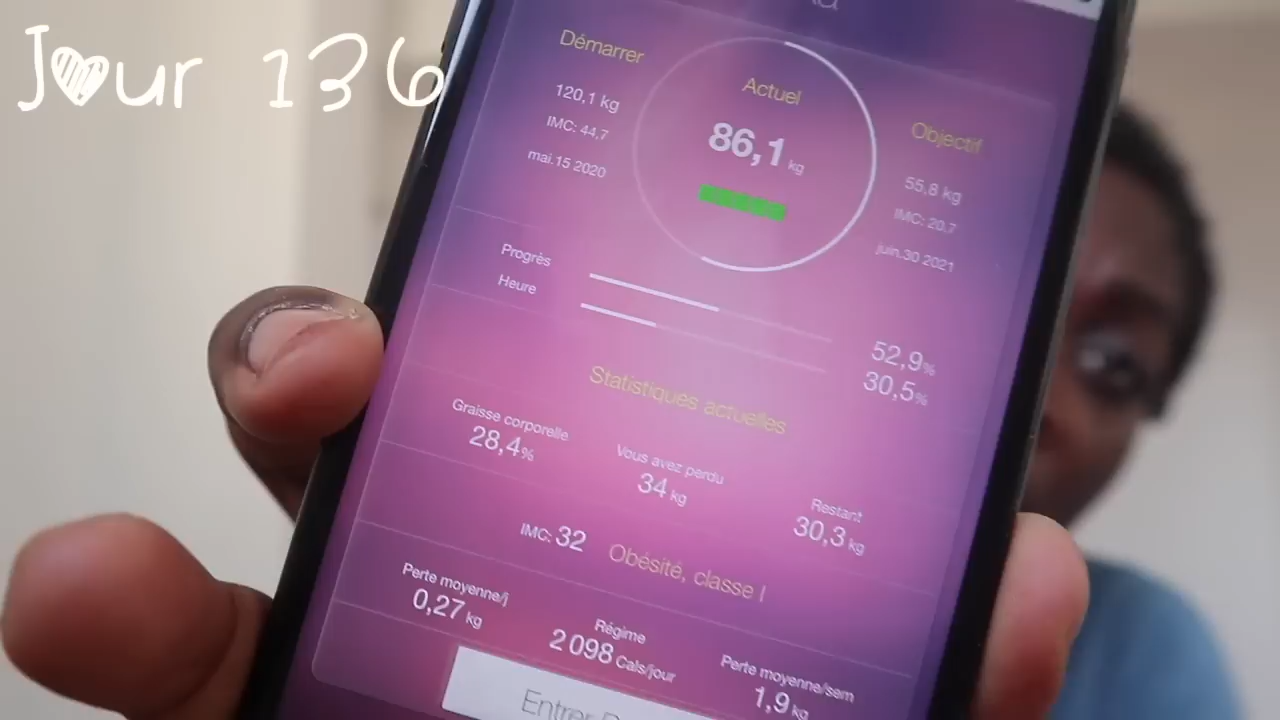 Jour 136
Démarrer
120,1 kg
IMC: 44,7
mai.15 2020
Actuel
86,1 kg
Objectif
55,8 kg
IMC: 20,7
juin.30 2021
Progrès
52,9%
Heure
30,5%
Statistiques actuelles
Graisse corporelle
28,4%
Vous avez perdu
34 kg
Restant
30,3 kg
IMC: 32 Obésité, classe I
Perte moyenne/j
0,27 kg
Régime
2 098 Cals/jour
Perte moyenne/sem
1,9 kg
Entrer